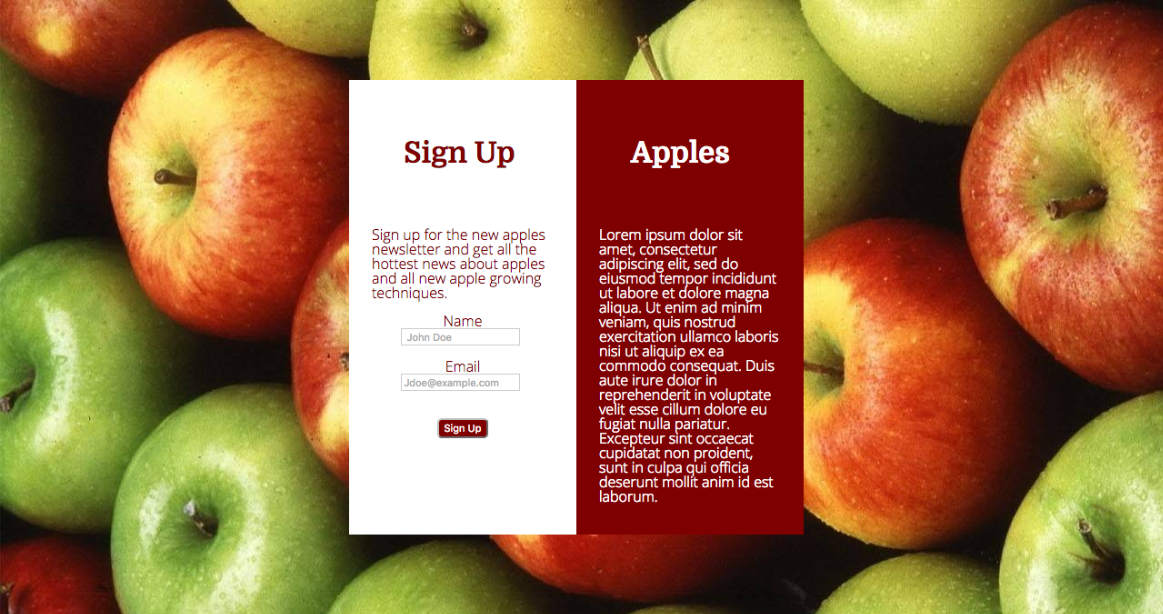 Sign Up
Sign up for the new apples
newsletter and get all the
hottest news about apples
and all new apple growing
techniques.
Name
John Doe
Email
Jdoe@example.com
Sign Up
Apples
Lorem ipsum dolor sit
amet, consectetur
adipiscing elit, sed do
eiusmod tempor incididunt
ut labore et dolore magna
aliqua. Ut enim ad minim
veniam, quis nostrud
exercitation ullamco laboris
nisi ut aliquip ex ea
commodo consequat. Duis
aute irure dolor in
reprehenderit in voluptate
velit esse cillum dolore eu
fugiat nulla pariatur.
Excepteur sint occaecat
cupidatat non proident,
sunt in culpa qui officia
deserunt mollit anim id est
laborum.